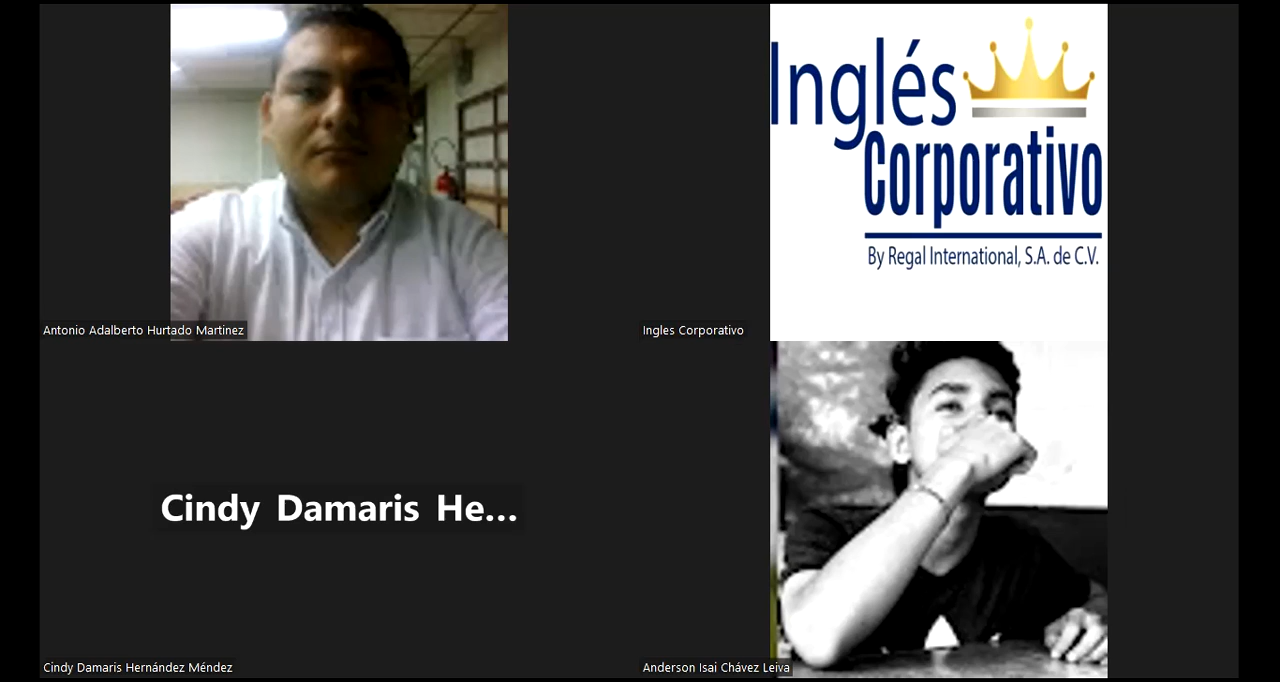 Inglés
Corporativo
By Regal International, S.A. de C.V.
Antonio Adalberto Hurtado Martinez
Ingles Corporativo
Cindy Damaris He...
Cindy Damaris Hernández Méndez
Anderson Isai Chávez Leiva